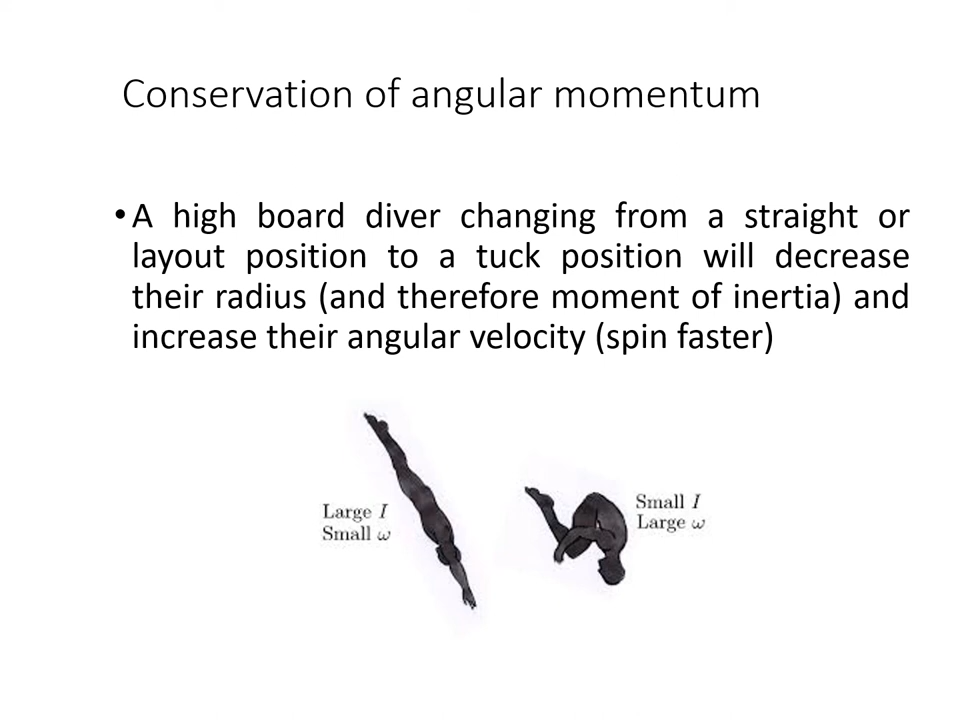 Conservation of angular momentum
• A high board diver changing from a straight or
layout position to a tuck position will decrease
their radius (and therefore moment of inertia) and
increase their angular velocity (spin faster)
Large I
Small ω
Small I
Large ω